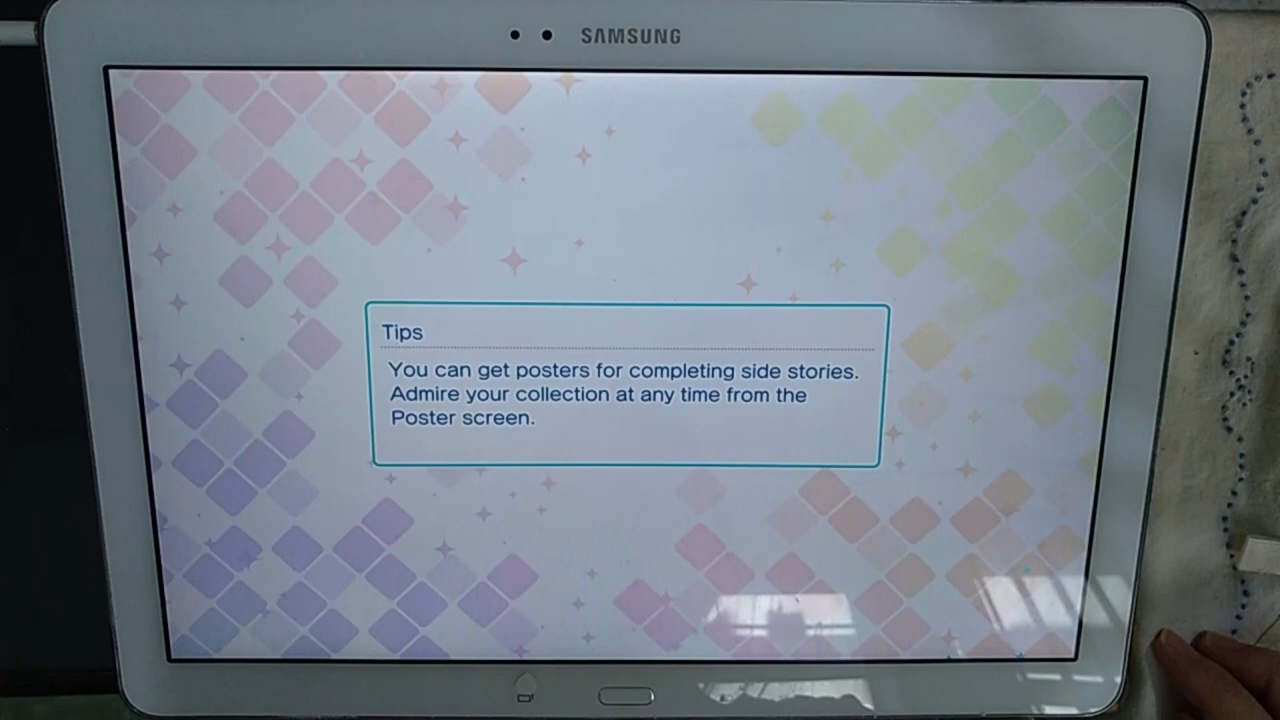 SAMSUNG
Tips
You can get posters for completing side stories.
Admire your collection at any time from the
Poster screen.